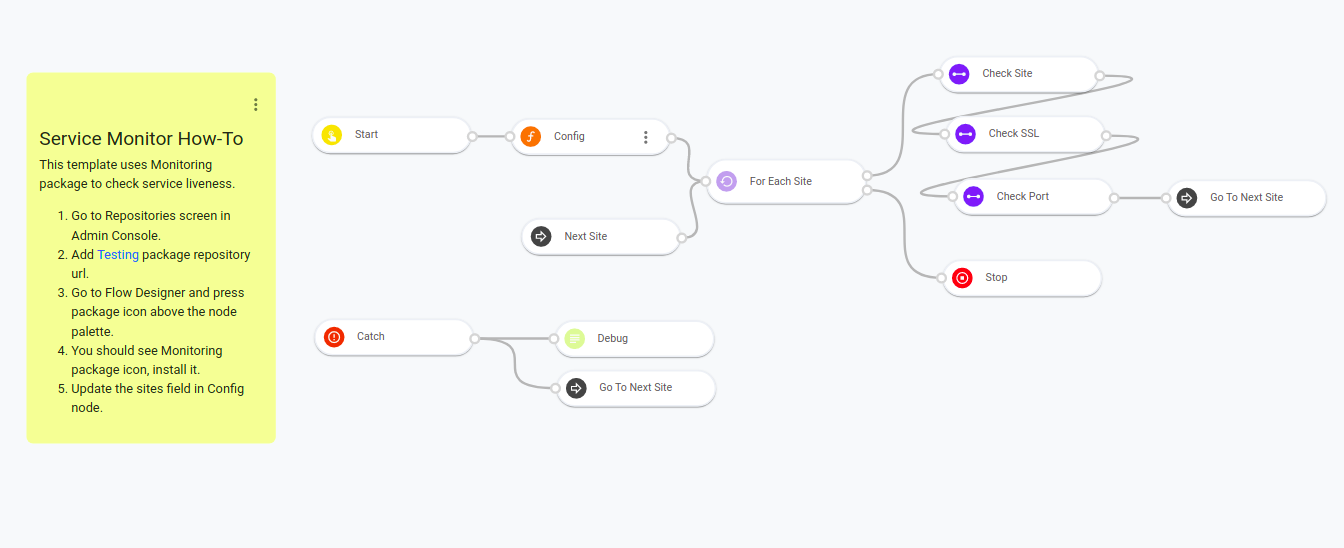 Service Monitor How-To
This template uses Monitoring
package to check service liveness.
1. Go to Repositories screen in
Admin Console.
2. Add Testing package repository
url.
3. Go to Flow Designer and press
package icon above the node
palette.
4. You should see Monitoring
package icon, install it.
5. Update the sites field in Config
node.
Start
Config
Next Site
For Each Site
Check Site
Check SSL
Check Port
Go To Next Site
Stop
Catch
Debug
Go To Next Site